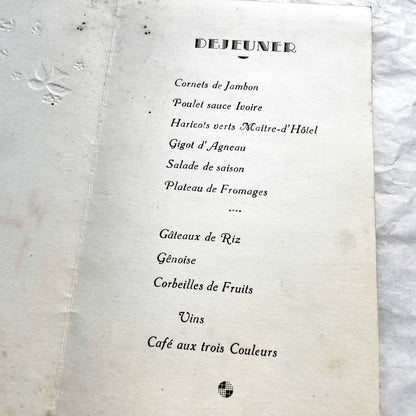 DEJEUNER
Cornets de Jambon
Poulet sauce Ivoire
Haricots verts Maître-d'Hôtel
Gigot d'Agneau
Salade de saison
Plateau de Fromages
Gâteaux de Riz
Gênoise
Corbeilles de Fruits
Vins
Café aux trois Couleurs